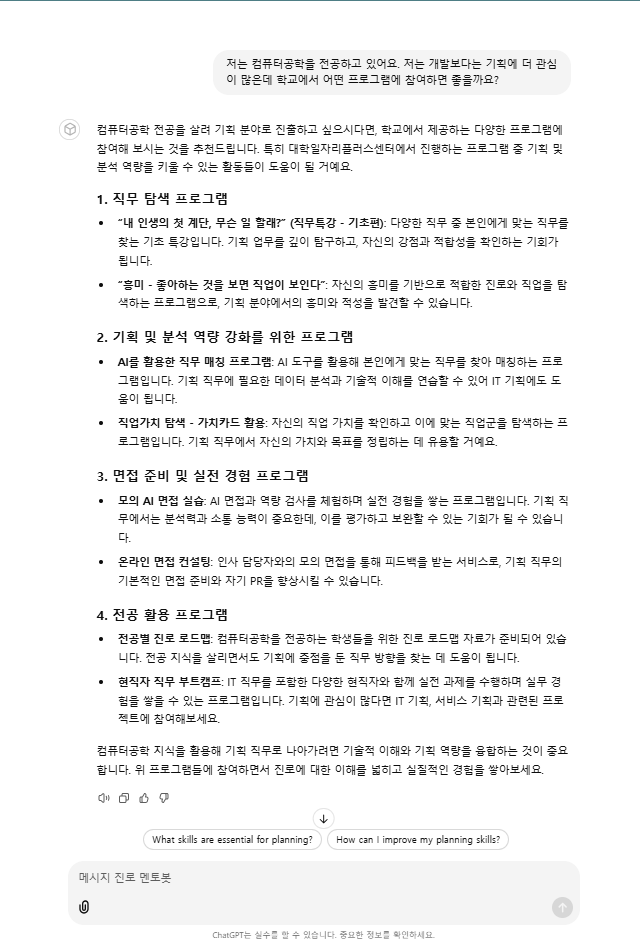 저는 컴퓨터공학을 전공하고 있어요. 저는 개발보다는 기획에 더 관심
이 많은데 학교에서 어떤 프로그램에 참여하면 좋을까요?
컴퓨터공학 전공을 살려 기획 분야로 진출하고 싶으시다면, 학교에서 제공하는 다양한 프로그램에
참여해 보시는 것을 추천드립니다. 특히 대학일자리플러스센터에서 진행하는 프로그램 중 기획 및
분석 역량을 키울 수 있는 활동들이 도움이 될 거예요.
1. 직무 탐색 프로그램
• “내 인생의 첫 계단, 무슨 일 할래?” (직무특강 - 기초편): 다양한 직무 중 본인에게 맞는 직무를
찾는 기초 특강입니다. 기획 업무를 깊이 탐구하고, 자신의 강점과 적합성을 확인하는 기회가
됩니다.
• “흥미 - 좋아하는 것을 보면 직업이 보인다”: 자신의 흥미를 기반으로 적합한 진로와 직업을 탐
색하는 프로그램으로, 기획 분야에서의 흥미와 적성을 발견할 수 있습니다.
2. 기획 및 분석 역량 강화를 위한 프로그램
• AI를 활용한 직무 매칭 프로그램: AI 도구를 활용해 본인에게 맞는 직무를 찾아 매칭하는 프로
그램입니다. 기획 직무에 필요한 데이터 분석과 기술적 이해를 연습할 수 있어 IT 기획에도 도
움이 됩니다.
• 직업가치 탐색 - 가치카드 활용: 자신의 직업 가치를 확인하고 이에 맞는 직업군을 탐색하는 프
로그램입니다. 기획 직무에서 자신의 가치와 목표를 정립하는 데 유용할 거예요.
3. 면접 준비 및 실전 경험 프로그램
• 모의 AI 면접 실습: AI 면접과 역량 검사를 체험하며 실전 경험을 쌓는 프로그램입니다. 기획 직
무에서는 분석력과 소통 능력이 중요한데, 이를 평가하고 보완할 수 있는 기회가 될 수 있습니
다.
• 온라인 면접 컨설팅: 인사 담당자와의 모의 면접을 통해 피드백을 받는 서비스로, 기획 직무의
기본적인 면접 준비와 자기 PR을 향상시킬 수 있습니다.
4. 전공 활용 프로그램
• 전공별 진로 로드맵: 컴퓨터공학을 전공하는 학생들을 위한 진로 로드맵 자료가 준비되어 있습
니다. 전공 지식을 살리면서도 기획에 중점을 둔 직무 방향을 찾는 데 도움이 됩니다.
• 현직자 직무 부트캠프: IT 직무를 포함한 다양한 현직자와 함께 실전 과제를 수행하며 실무 경
험을 쌓을 수 있는 프로그램입니다. 기획에 관심이 많다면 IT 기획, 서비스 기획과 관련된 프로
젝트에 참여해보세요.
컴퓨터공학 지식을 활용해 기획 직무로 나아가려면 기술적 이해와 기획 역량을 융합하는 것이 중요
합니다. 위 프로그램들에 참여하면서 진로에 대한 이해를 넓히고 실질적인 경험을 쌓아보세요.
What skills are essential for planning? How can I improve my planning skills?
메시지 진로 멘토봇
ChatGPT는 실수를 할 수 있습니다. 중요한 정보를 확인하세요.